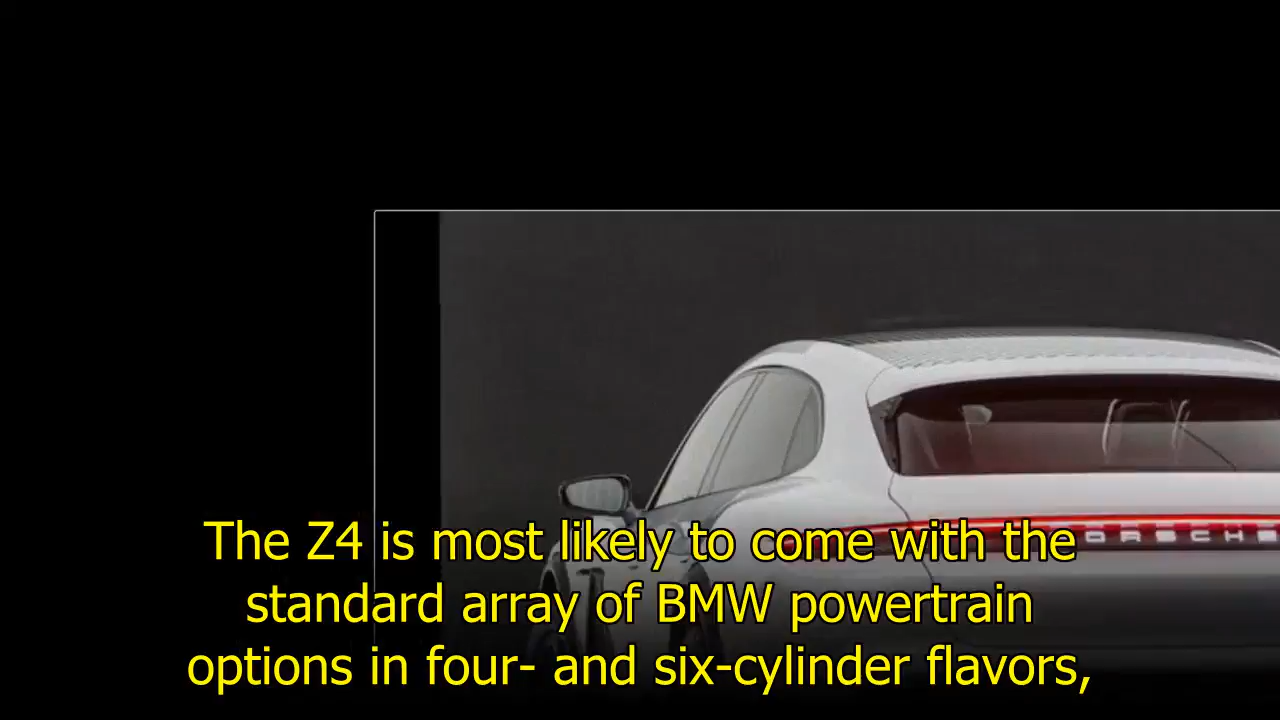 PORSCHE
The Z4 is most likely to come with the
standard array of BMW powertrain
options in four- and six-cylinder flavors,